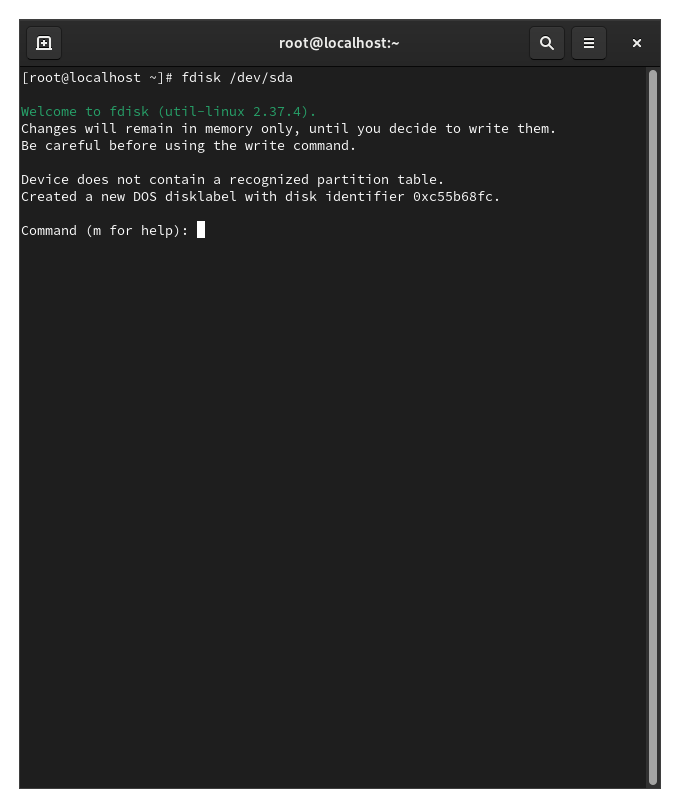 root@localhost:~
[root@localhost ~]# fdisk /dev/sda
Welcome to fdisk (util-linux 2.37.4).
Changes will remain in memory only, until you decide to write them.
Be careful before using the write command.
Device does not contain a recognized partition table.
Created a new DOS disklabel with disk identifier 0xc55b68fc.
Command (m for help):